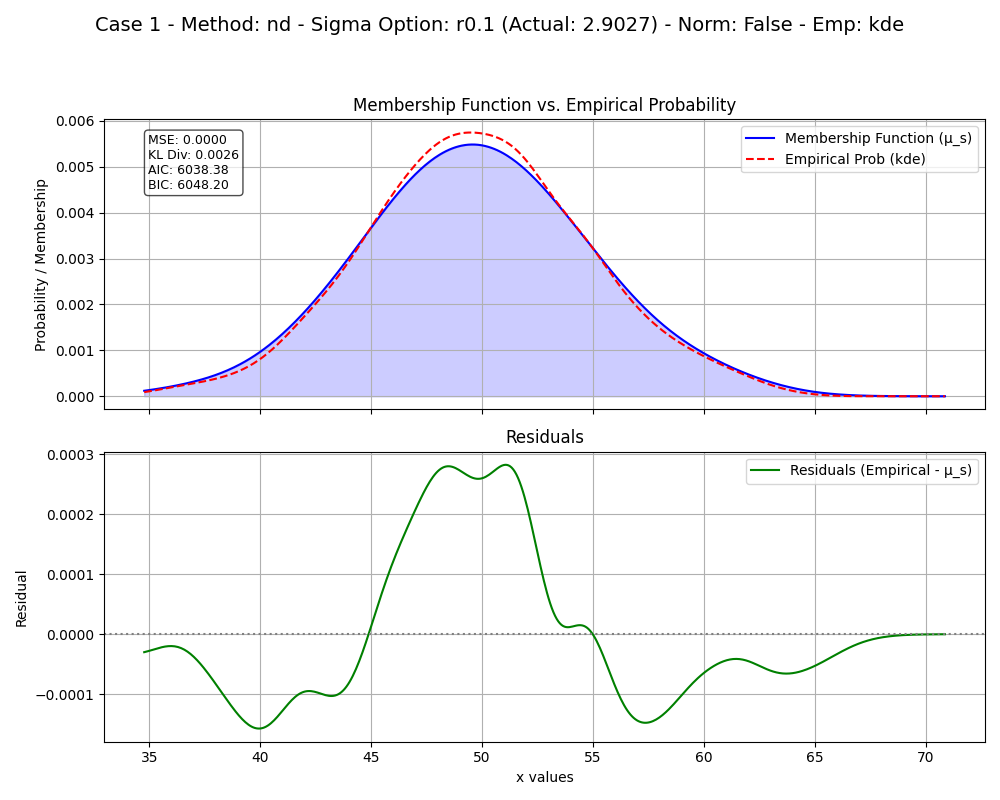 Case 1 - Method: nd - Sigma Option: r0.1 (Actual: 2.9027) - Norm: False - Emp: kde
Membership Function vs. Empirical Probability
MSE: 0.0000
KL Div: 0.0026
AIC: 6038.38
BIC: 6048.20
Membership Function (μ_s)
Empirical Prob (kde)
Probability / Membership
0.006
0.005
0.004
0.003
0.002
0.001
0.000
Residuals
Residuals (Empirical - μ_s)
Residual
0.0003
0.0002
0.0001
0.0000
−0.0001
35 40 45 50 55 60 65 70
x values